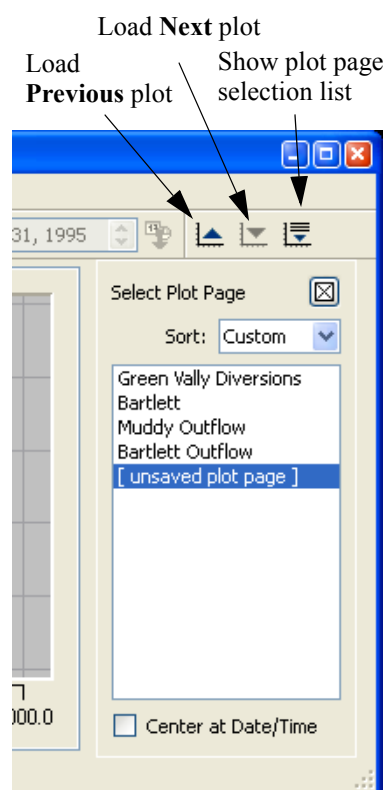 Load Next plot
Load
Previous plot
Show plot page
selection list
31, 1995
Select Plot Page
Sort: Custom
Green Vally Diversions
Bartlett
Muddy Outflow
Bartlett Outflow
[ unsaved plot page ]
000.0
Center at Date/Time